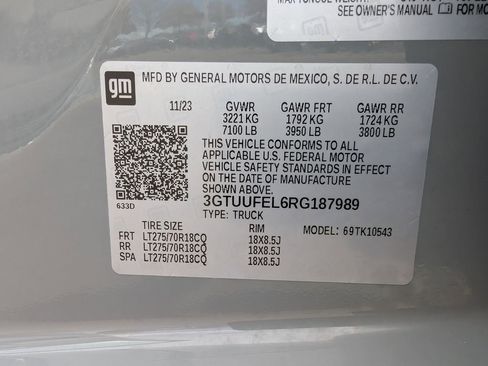 MAX TONGUE WEIGHT:
SEE OWNER'S MANUAL FOR MO
gm
MFD BY GENERAL MOTORS DE MEXICO, S. DE R.L. DE C.V.
11/23 GVWR GAWR FRT GAWR RR
3221 KG 1792 KG 1724 KG
7100 LB 3950 LB 3800 LB
THIS VEHICLE CONFORMS TO ALL
APPLICABLE U.S. FEDERAL MOTOR
VEHICLE SAFETY STANDARDS IN EFFECT
ON THE DATE OF MANUFACTURE
SHOWN ABOVE.
633D
3GTUUFEL6RG187989
TYPE: TRUCK
TIRE SIZE RIM MODEL: 69TK10543
FRT LT275/70R18CQ 18X8.5J
RR LT275/70R18CQ 18X8.5J
SPA LT275/70R18CQ 18X8.5J